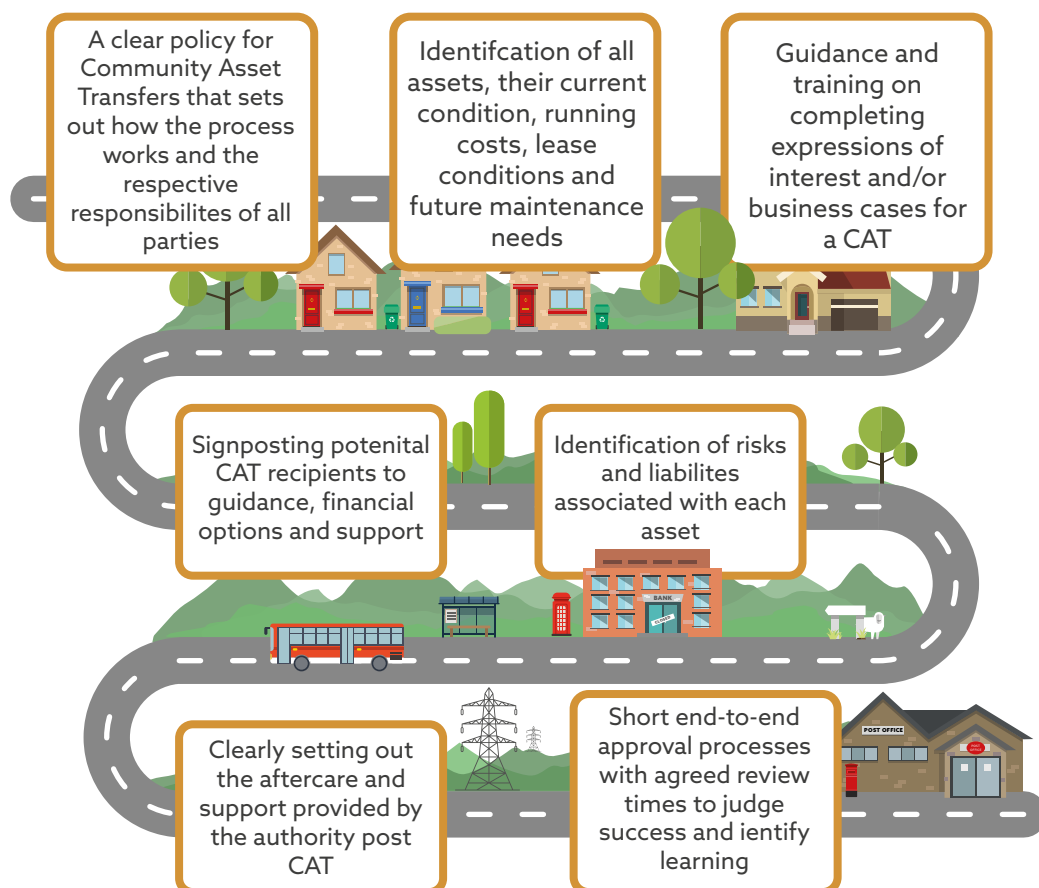 A clear policy for
Community Asset
Transfers that sets
out how the process
works and the
respective
responsibilites of all
parties
Identifcation of all
assets, their current
condition, running
costs, lease
conditions and
future maintenance
needs
Guidance and
training on
completing
expressions of
interest and/or
business cases for
a CAT
Signposting potenital
CAT recipients to
guidance, financial
options and support
Identification of risks
and liabilites
associated with each
asset
BANK
CLOSED
Clearly setting out
the aftercare and
support provided by
the authority post
CAT
Short end-to-end
approval processes
with agreed review
times to judge
success and ientify
learning
POST OFFICE
POST
OFFICE